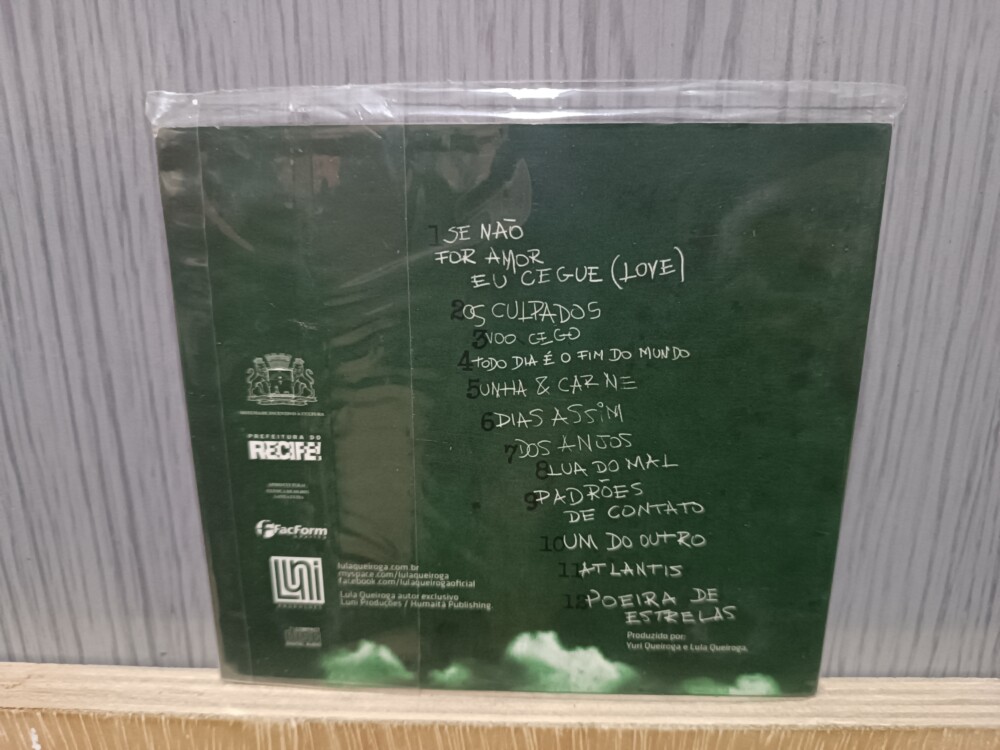 1 SE NÃO
FOR AMOR
EU CEGUE (LOVE)
2 OS CULPADOS
3 VOO CEGO
4 TODO DIA É O FIM DO MUNDO
5 UNHA & CARNE
6 DIAS ASSIM
7 DOS ANJOS
8 LUA DO MAL
9 PADRÕES
DE CONTATO
10 UM DO OUTRO
11 ATLANTIS
12 POEIRA DE
ESTRELAS
Produzido por:
Yuri Queiroga e Lula Queiroga.
PREFEITURA DO
RECIFE!
FacForm
Luni
PRODUÇÕES
lulaqueiroga.com.br
myspace.com/lulaqueiroga
facebook.com/lulaqueirogaoficial
Lula Queiroga autor exclusivo
Luni Produções / Humaitá Publishing
DIGITAL AUDIO